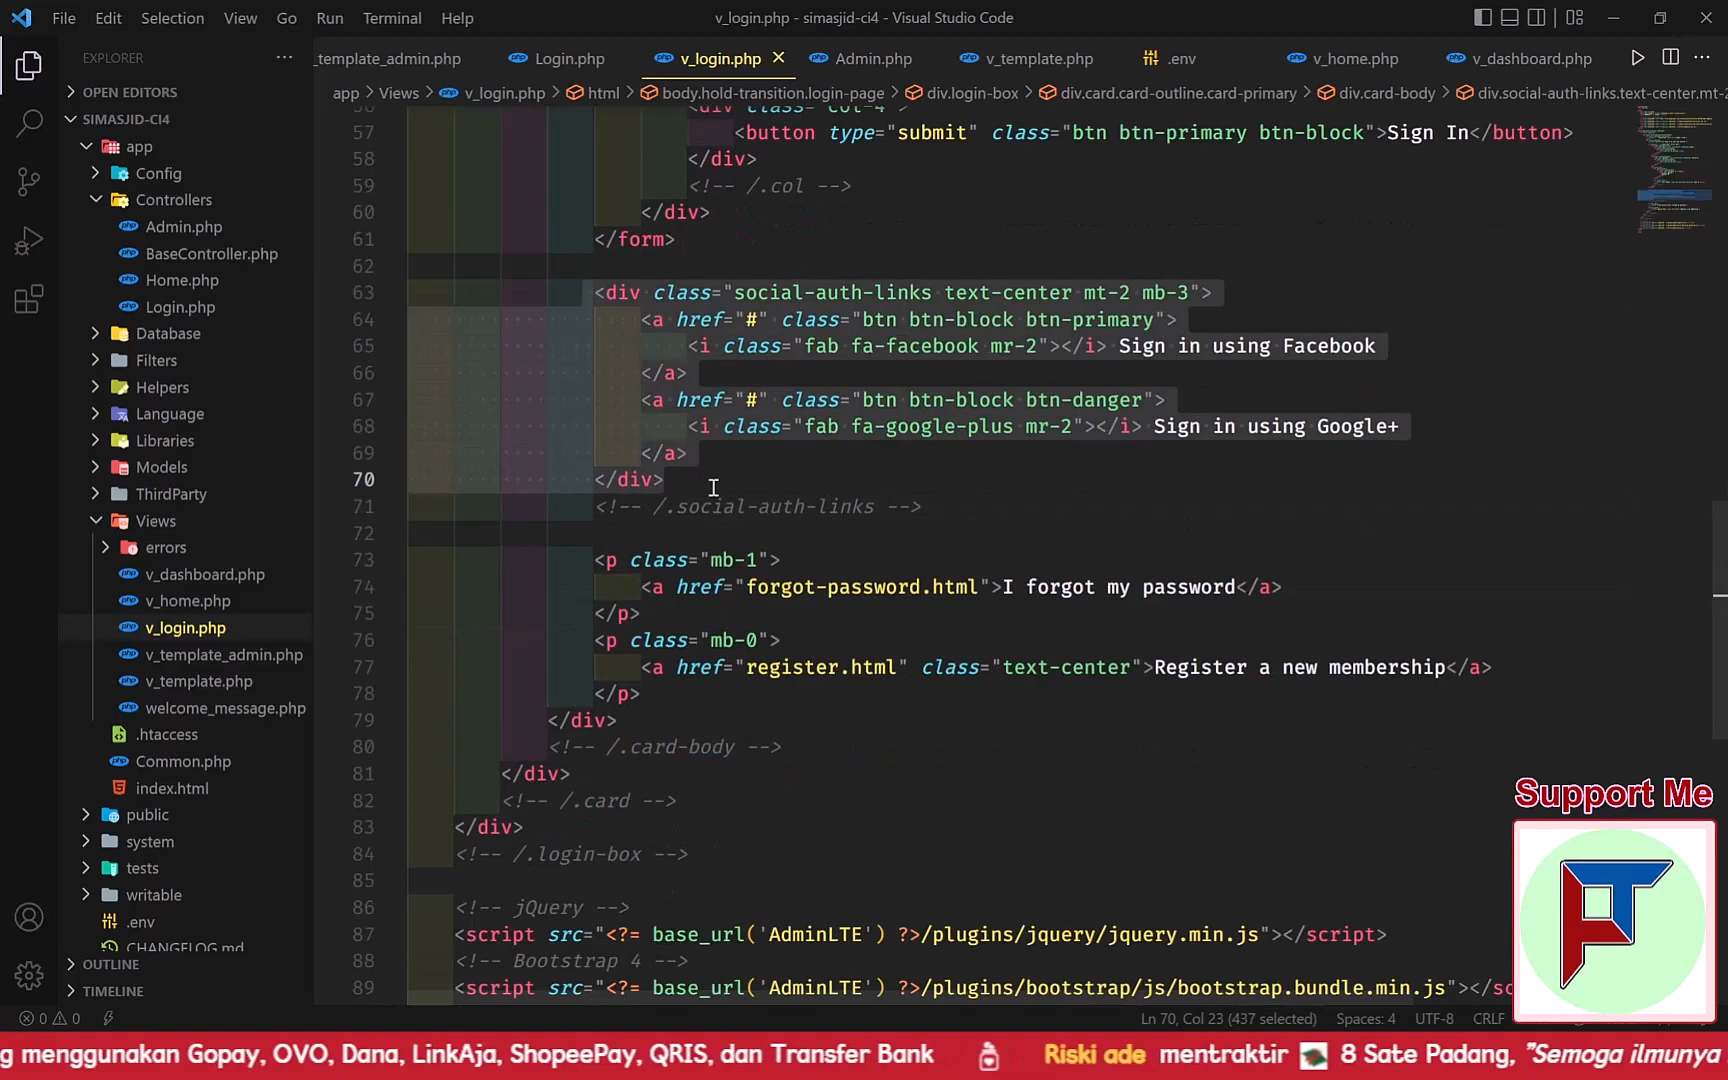 File Edit Selection View Go Run Terminal Help
v_login.php - simasjid-ci4 - Visual Studio Code
EXPLORER
_template_admin.php Login.php v_login.php Admin.php v_template.php .env v_home.php v_dashboard.php
app > Views > v_login.php > html > body.hold-transition.login-page > div.login-box > div.card.card-outline.card-primary > div.card-body > div.social-auth-links.text-center.mt-2
OPEN EDITORS
SIMASJID-CI4
app
Config
Controllers
Admin.php
BaseController.php
Home.php
Login.php
Database
Filters
Helpers
Language
Libraries
Models
ThirdParty
Views
errors
v_dashboard.php
v_home.php
v_login.php
v_template_admin.php
v_template.php
welcome_message.php
.htaccess
Common.php
index.html
public
system
tests
writable
.env
CHANGELOG.md
OUTLINE
TIMELINE
56 <div class="col-4">
57 <button type="submit" class="btn btn-primary btn-block">Sign In</button>
58 </div>
59 <!-- /.col -->
60 </div>
61 </form>
62
63 <div class="social-auth-links text-center mt-2 mb-3">
64 <a href="#" class="btn btn-block btn-primary">
65 <i class="fab fa-facebook mr-2"></i> Sign in using Facebook
66 </a>
67 <a href="#" class="btn btn-block btn-danger">
68 <i class="fab fa-google-plus mr-2"></i> Sign in using Google+
69 </a>
70 </div>
71 <!-- /.social-auth-links -->
72
73 <p class="mb-1">
74 <a href="forgot-password.html">I forgot my password</a>
75 </p>
76 <p class="mb-0">
77 <a href="register.html" class="text-center">Register a new membership</a>
78 </p>
79 </div>
80 <!-- /.card-body -->
81 </div>
82 <!-- /.card -->
83 </div>
84 <!-- /.login-box -->
85
86 <!-- jQuery -->
87 <script src="<?= base_url('AdminLTE') ?>/plugins/jquery/jquery.min.js"></script>
88 <!-- Bootstrap 4 -->
89 <script src="<?= base_url('AdminLTE') ?>/plugins/bootstrap/js/bootstrap.bundle.min.js"></sc
Support Me
0 0 Ln 70, Col 23 (437 selected) Spaces: 4 UTF-8 CRLF
g menggunakan Gopay, OVO, Dana, LinkAja, ShopeePay, QRIS, dan Transfer Bank Riski ade mentraktir 8 Sate Padang, "Semoga ilmunya